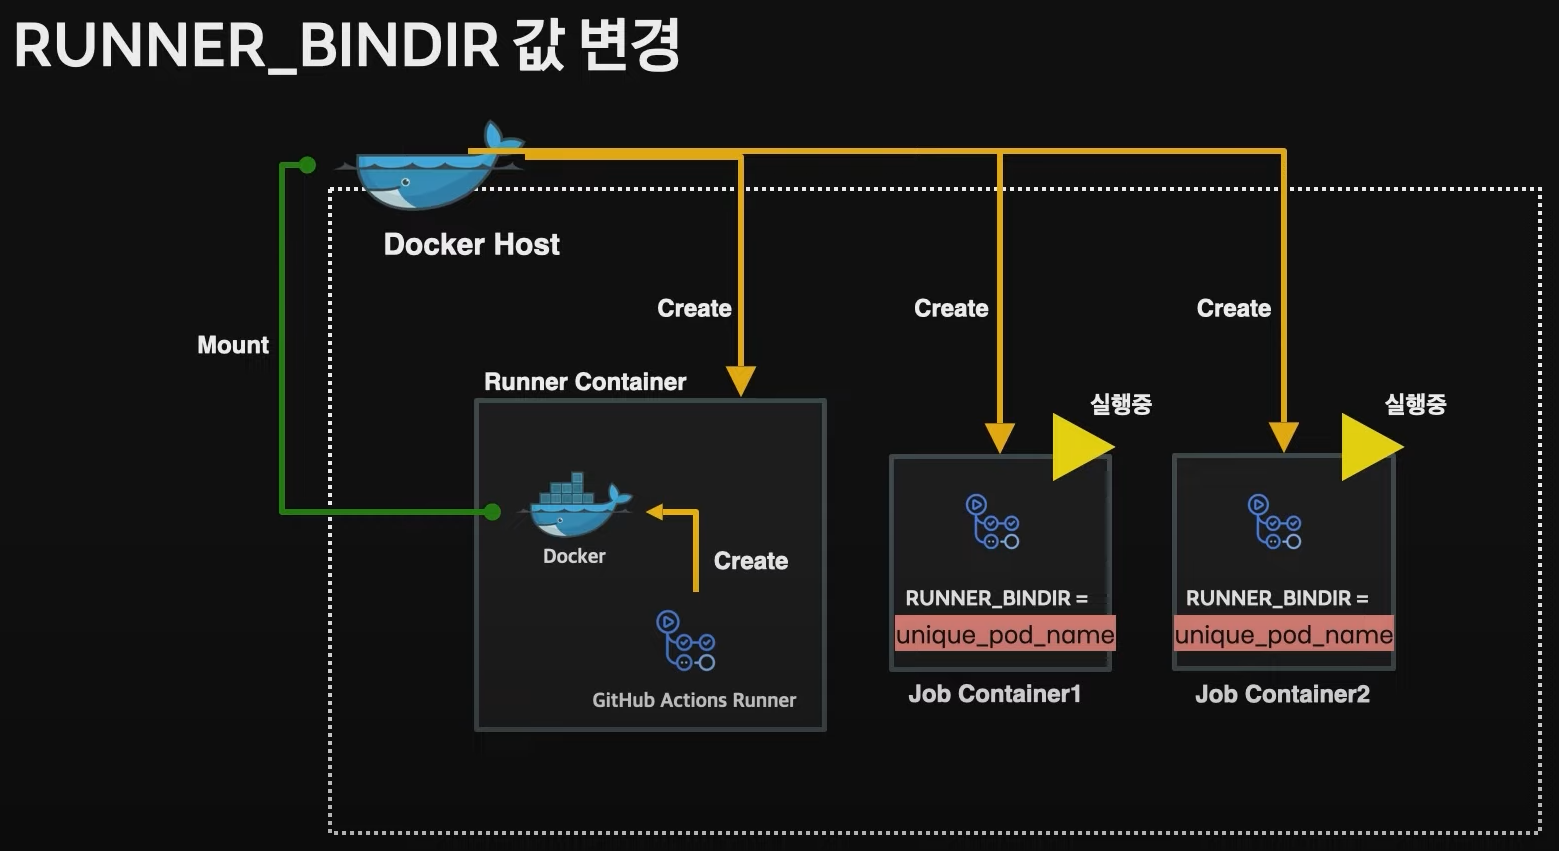 RUNNER_BINDIR 값 변경
Docker Host
Mount
Create
Create
Create
Runner Container
실행중
실행중
Docker
Create
GitHub Actions Runner
RUNNER_BINDIR =
unique_pod_name
Job Container1
RUNNER_BINDIR =
unique_pod_name
Job Container2